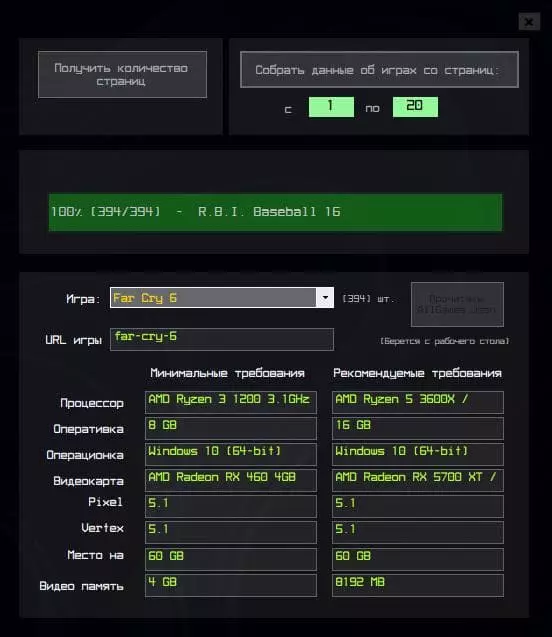 Получить количество
страниц
Собрать данные об играх со страниц:
с 1 по 20
100% [394/394] - R.B.I. Baseball 16
Игра: Far Cry 6 [394] шт.
Прочитать
AllGames.json
URL игры far-cry-6 (Берется с рабочего стола)
Минимальные требования Рекомендуемые требования
Процессор AMD Ryzen 3 1200 3.1GHz AMD Ryzen 5 3600X /
Оперативка 8 GB 16 GB
Операционка Windows 10 (64-bit) Windows 10 (64-bit)
Видеокарта AMD Radeon RX 460 4GB AMD Radeon RX 5700 XT /
Pixel 5.1 5.1
Vertex 5.1 5.1
Место на 60 GB 60 GB
Видео память 4 GB 8192 MB